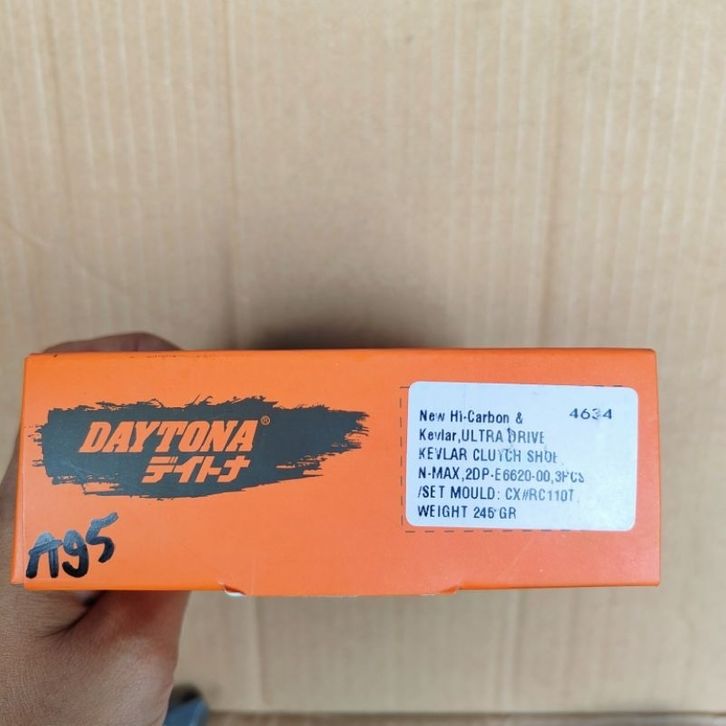 DAYTONA®
デイトナ
A95
New Hi-Carbon & 4634
Kevlar,ULTRA DRIVE
KEVLAR CLUTCH SHOE,
N-MAX,2DP-E6620-00,3PCS
/SET MOULD: CX#RC110T,
WEIGHT 245 GR